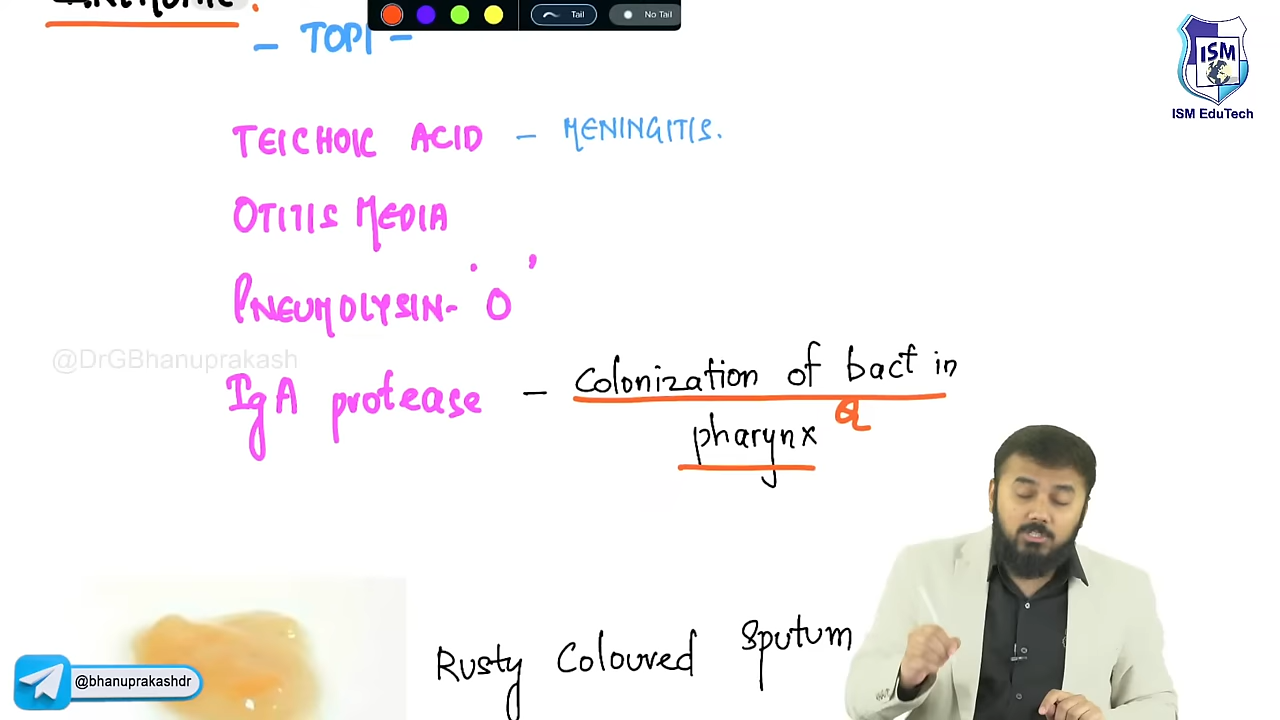 Tail
No Tail
- TOPI -
ISM
ISM EduTech
TEICHOIC ACID - MENINGITIS.
OTITIS MEDIA
PNEUMOLYSIN- 'O'
@DrGBhanuprakash
IgA protease - Colonization of bact in
pharynx Q
Rusty Coloured Sputum
@bhanuprakashdr